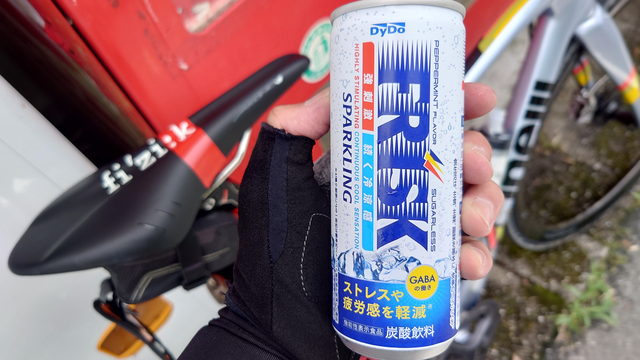 DyDo
PEPPERMINT FLAVOR
FRISK
SUGARLESS
強刺激
続く冷涼感
HIGHLY STIMULATING CONTINUOUS COOL SENSATION
SPARKLING
GABA
の働き
ストレスや
疲労感を軽減
機能性表示食品
炭酸飲料
fi'zi:k